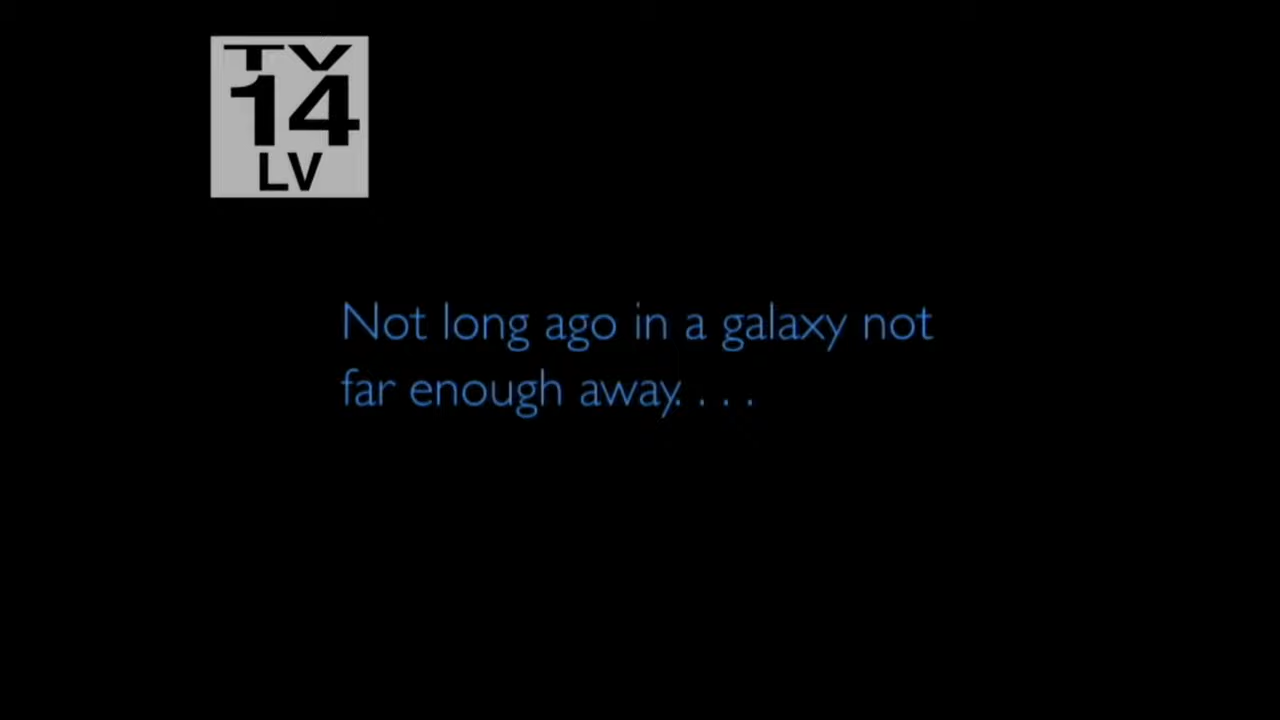 TV
14
LV
Not long ago in a galaxy not
far enough away. . . .